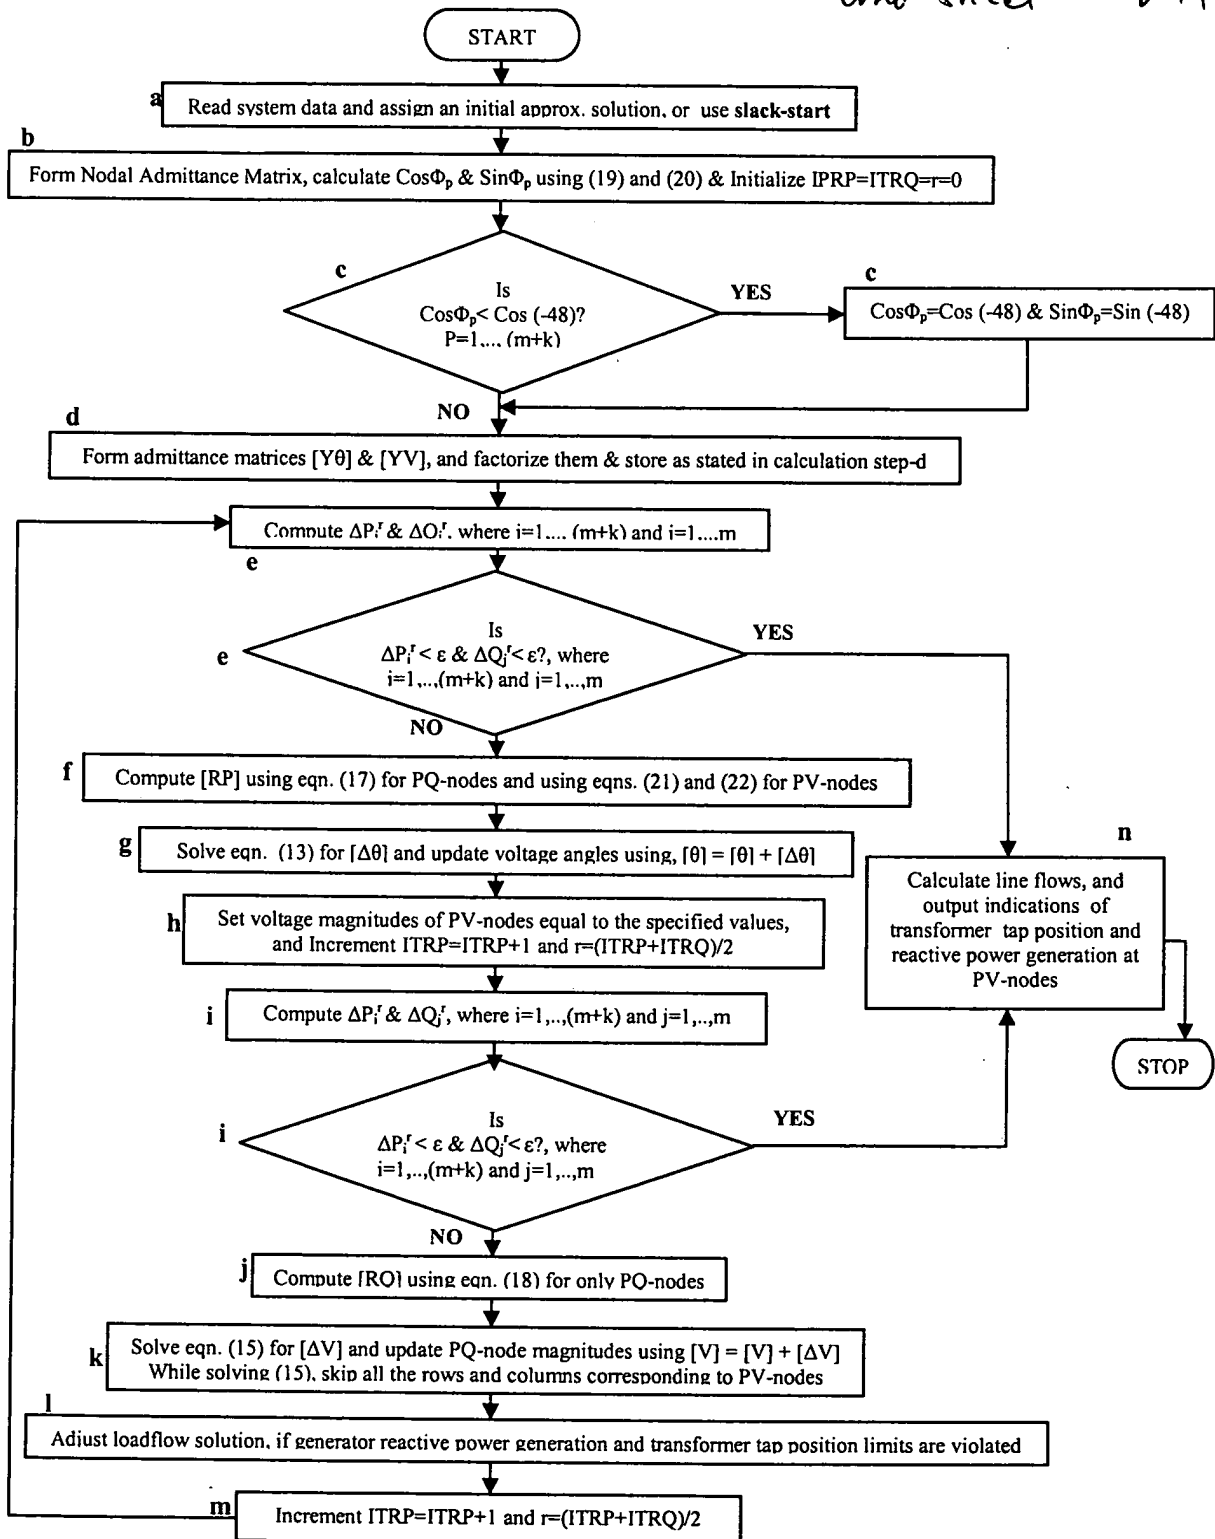 START
a
Read system data and assign an initial approx. solution, or use slack-start
b
Form Nodal Admittance Matrix, calculate CosΦp & SinΦp using (19) and (20) & Initialize IPRP=ITRQ=r=0
c
Is
CosΦp< Cos (-48)?
P=1,... (m+k)
YES
c
CosΦp=Cos (-48) & SinΦp=Sin (-48)
NO
d
Form admittance matrices [Yθ] & [YV], and factorize them & store as stated in calculation step-d
Compute ΔPiʳ & ΔQjʳ, where i=1,... (m+k) and j=1,...m
e
e
Is
ΔPiʳ < ε & ΔQjʳ< ε?, where
i=1,..,(m+k) and j=1,..,m
YES
NO
f
Compute [RP] using eqn. (17) for PQ-nodes and using eqns. (21) and (22) for PV-nodes
g
Solve eqn. (13) for [Δθ] and update voltage angles using, [θ] = [θ] + [Δθ]
h
Set voltage magnitudes of PV-nodes equal to the specified values,
and Increment ITRP=ITRP+1 and r=(ITRP+ITRQ)/2
n
Calculate line flows, and
output indications of
transformer tap position and
reactive power generation at
PV-nodes
STOP
i
Compute ΔPiʳ & ΔQjʳ, where i=1,..,(m+k) and j=1,..,m
i
Is
ΔPiʳ < ε & ΔQjʳ< ε?, where
i=1,..,(m+k) and j=1,..,m
YES
NO
j
Compute [RQ] using eqn. (18) for only PQ-nodes
k
Solve eqn. (15) for [ΔV] and update PQ-node magnitudes using [V] = [V] + [ΔV]
While solving (15), skip all the rows and columns corresponding to PV-nodes
l
Adjust loadflow solution, if generator reactive power generation and transformer tap position limits are violated
m
Increment ITRP=ITRP+1 and r=(ITRP+ITRQ)/2